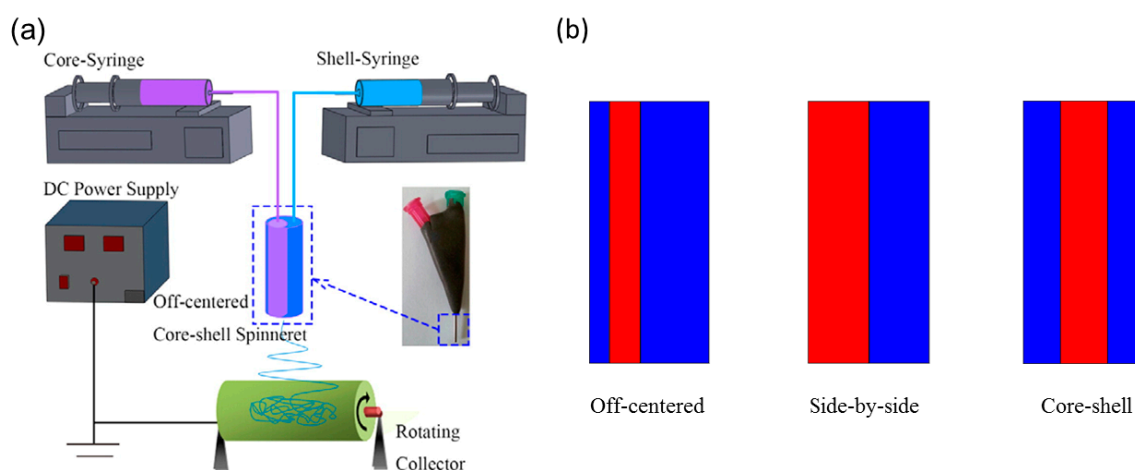 (a)
Core-Syringe
Shell-Syringe
DC Power Supply
Off-centered
Core-shell Spinneret
Rotating
Collector
(b)
Off-centered
Side-by-side
Core-shell